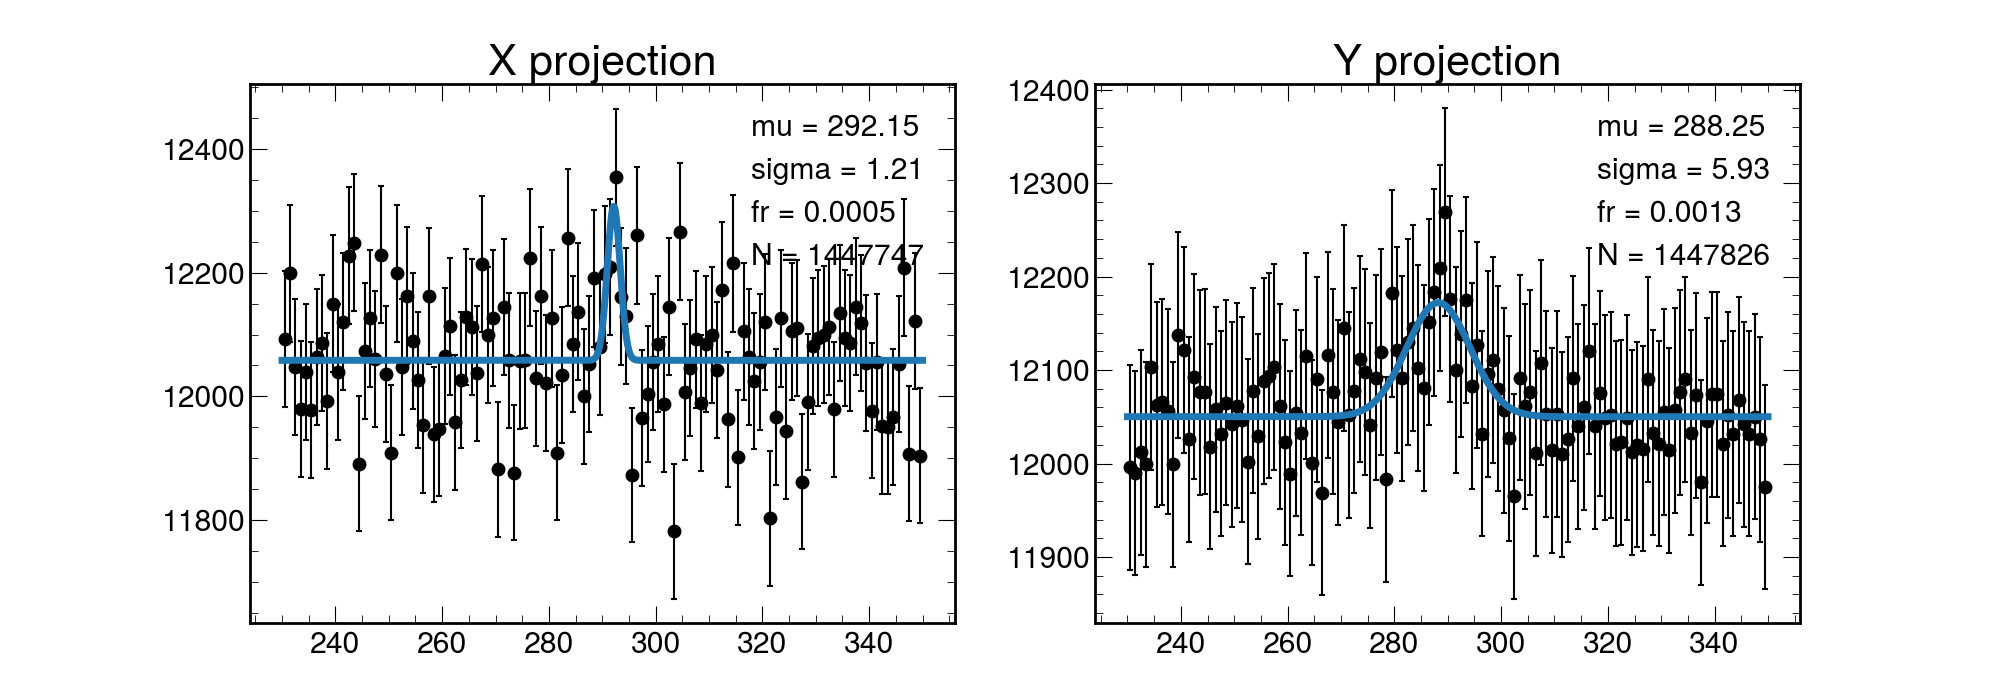 X projection
mu = 292.15
sigma = 1.21
fr = 0.0005
N = 1447747
12400
12200
12000
11800
240 260 280 300 320 340
Y projection
mu = 288.25
sigma = 5.93
fr = 0.0013
N = 1447826
12400
12300
12200
12100
12000
11900
240 260 280 300 320 340